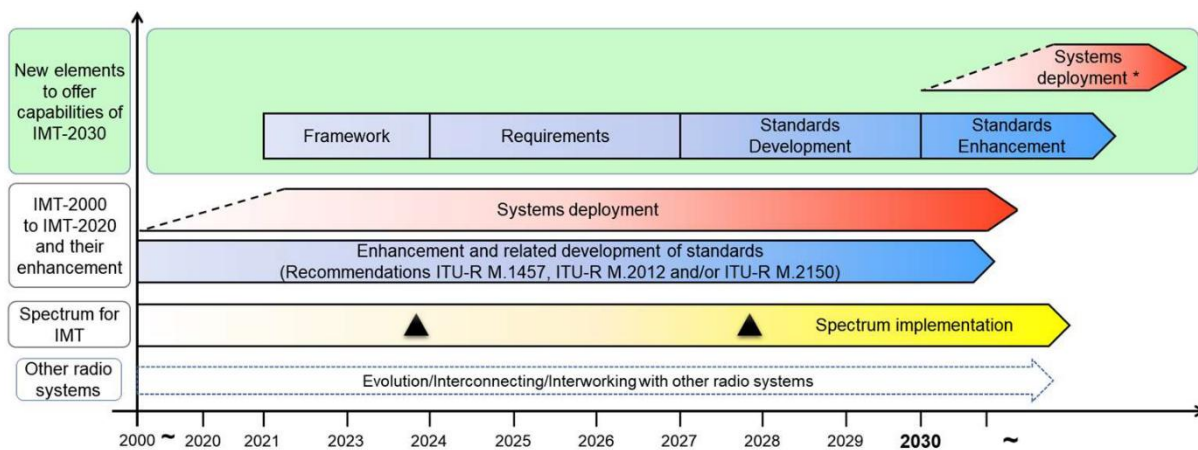 New elements
to offer
capabilities of
IMT-2030
Systems
deployment *
Framework
Requirements
Standards
Development
Standards
Enhancement
IMT-2000
to IMT-2020
and their
enhancement
Systems deployment
Enhancement and related development of standards
(Recommendations ITU-R M.1457, ITU-R M.2012 and/or ITU-R M.2150)
Spectrum for
IMT
Spectrum implementation
Other radio
systems
Evolution/Interconnecting/Interworking with other radio systems
2000 ~ 2020 2021 2023 2024 2025 2026 2027 2028 2029 2030 ~